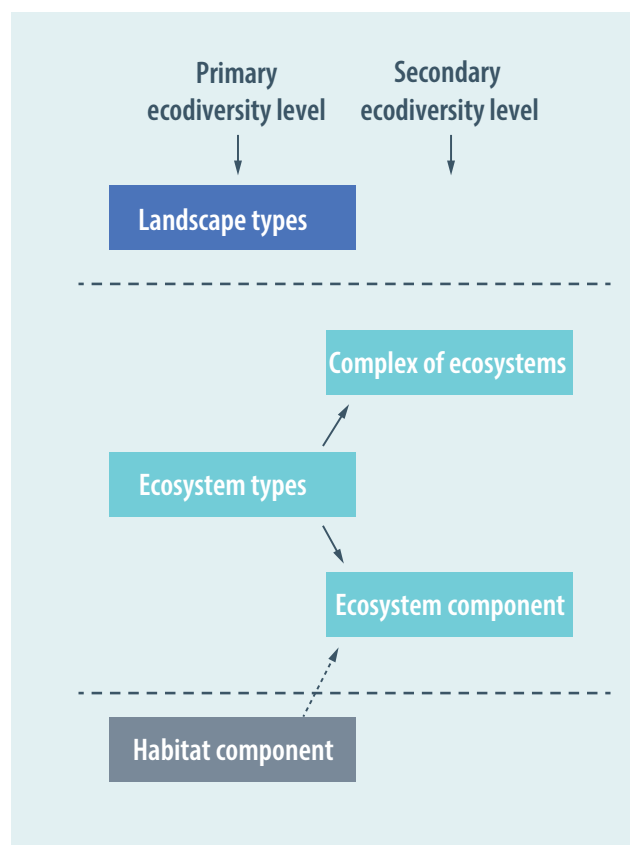 Primary
ecodiversity level
Secondary
ecodiversity level
Landscape types
Complex of ecosystems
Ecosystem types
Ecosystem component
Habitat component